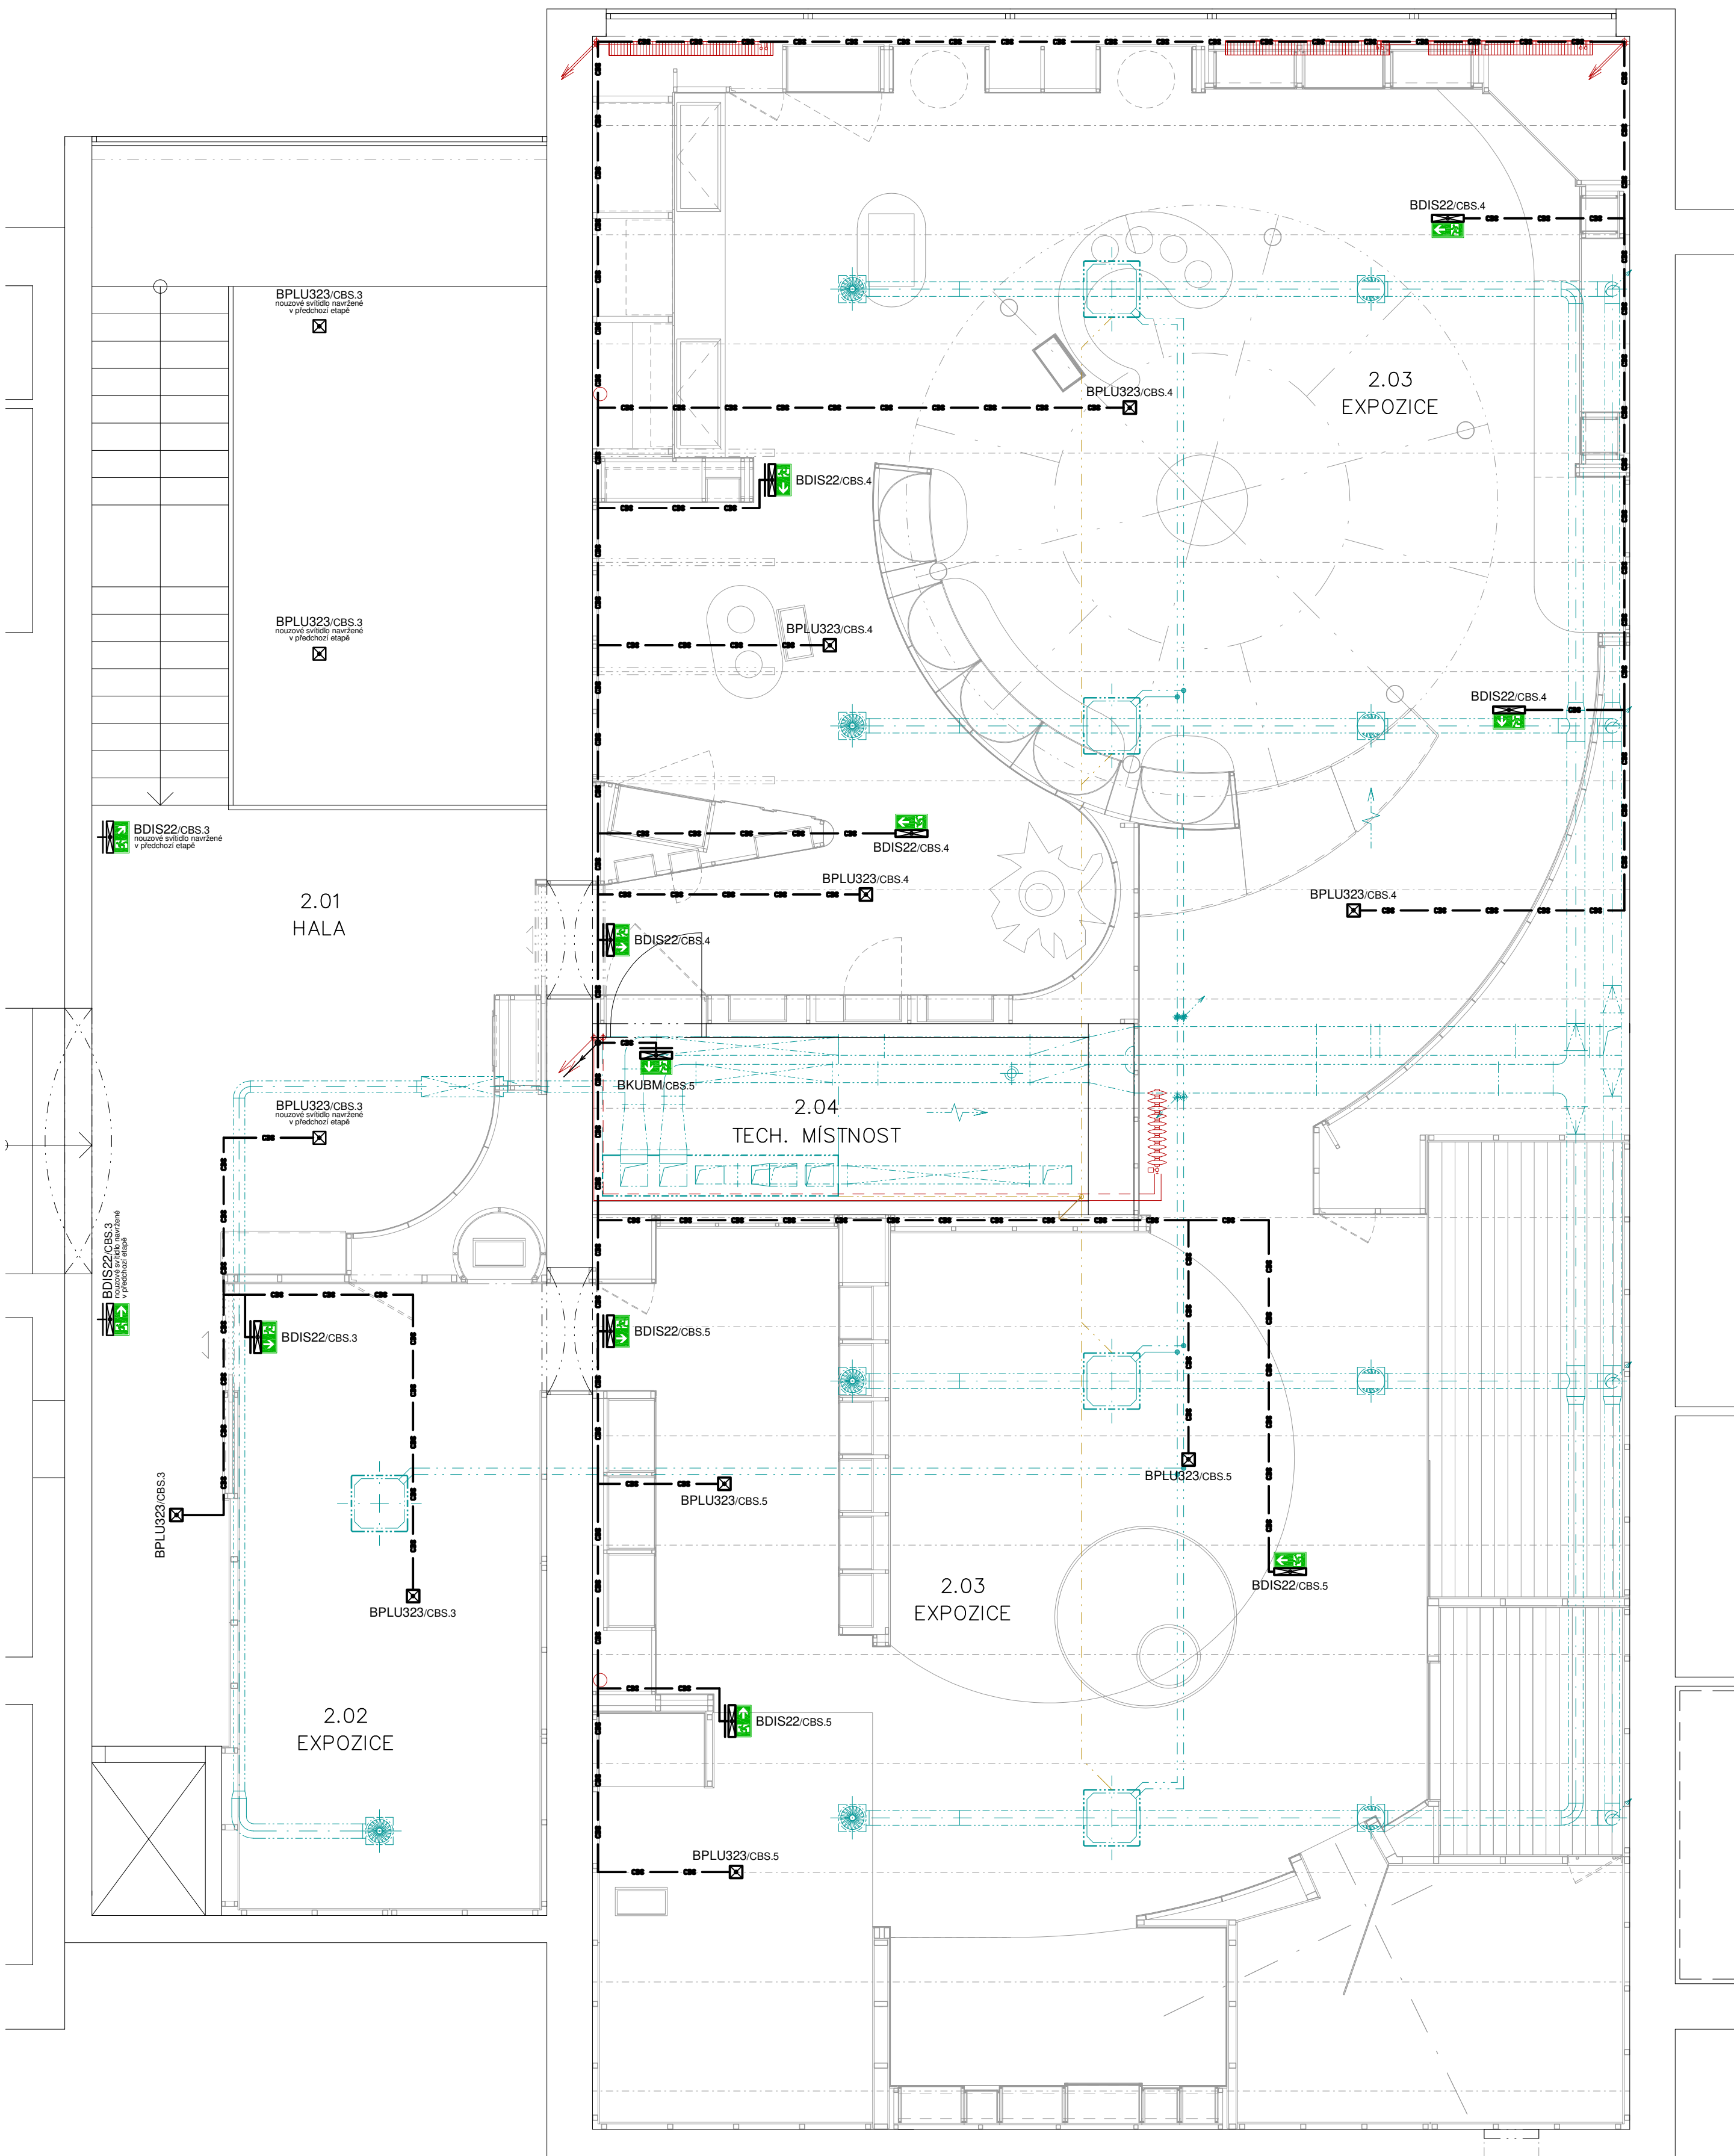 BDIS22/CBS.4
BPLU323/CBS.3
nouzové svítidlo navržené
v předchozí etapě
2.03
EXPOZICE
BPLU323/CBS.4
BDIS22/CBS.4
BPLU323/CBS.3
nouzové svítidlo navržené
v předchozí etapě
BPLU323/CBS.4
BDIS22/CBS.4
BDIS22/CBS.3
nouzové svítidlo navržené
v předchozí etapě
BDIS22/CBS.4
BPLU323/CBS.4
BPLU323/CBS.4
2.01
HALA
BDIS22/CBS.4
BKUBM/CBS.5
2.04
TECH. MÍSTNOST
BPLU323/CBS.3
nouzové svítidlo navržené
v předchozí etapě
BDIS22/CBS.3
nouzové svítidlo navržené
v předchozí etapě
BDIS22/CBS.3
BDIS22/CBS.5
BPLU323/CBS.5
BPLU323/CBS.5
BPLU323/CBS.3
BDIS22/CBS.5
2.03
EXPOZICE
BPLU323/CBS.3
2.02
EXPOZICE
BDIS22/CBS.5
BPLU323/CBS.5